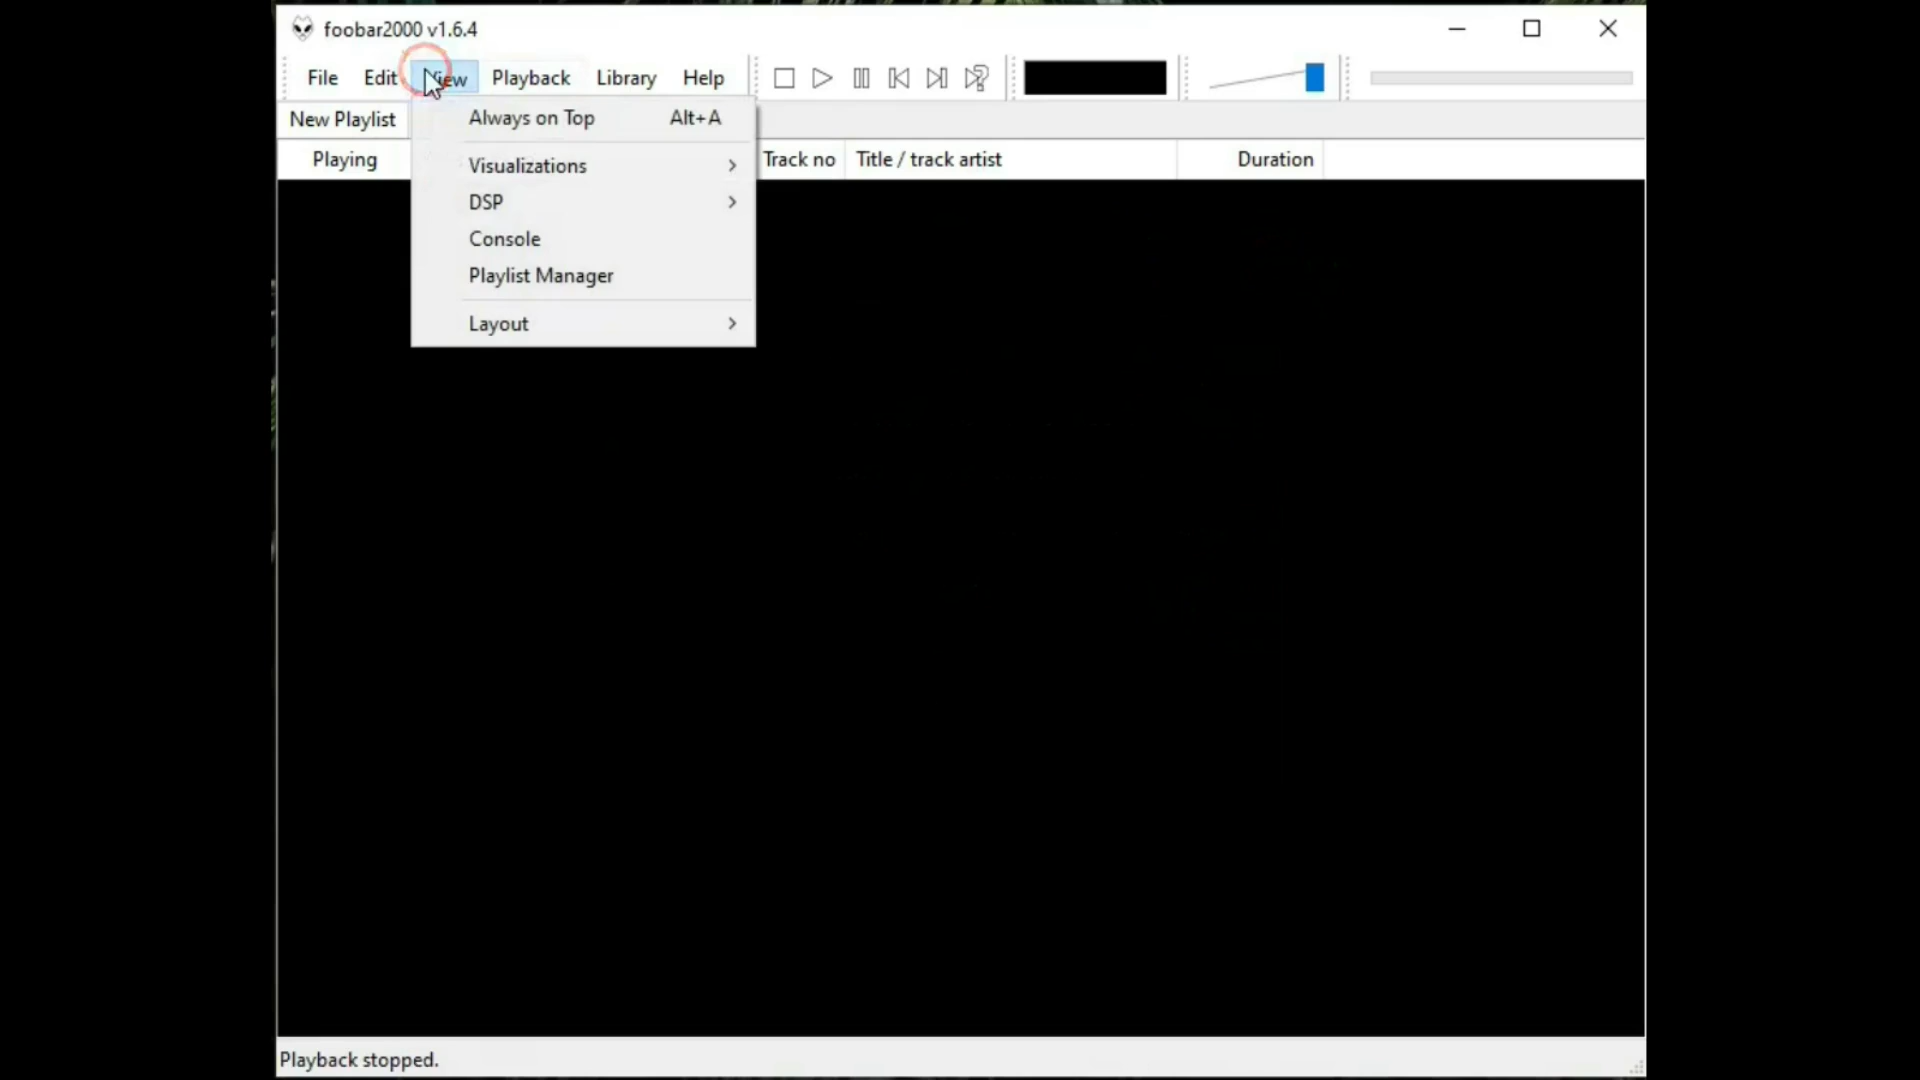 foobar2000 v1.6.4
File Edit View Playback Library Help
New Playlist
Playing Track no Title / track artist Duration
Always on Top Alt+A
Visualizations
DSP
Console
Playlist Manager
Layout
Playback stopped.